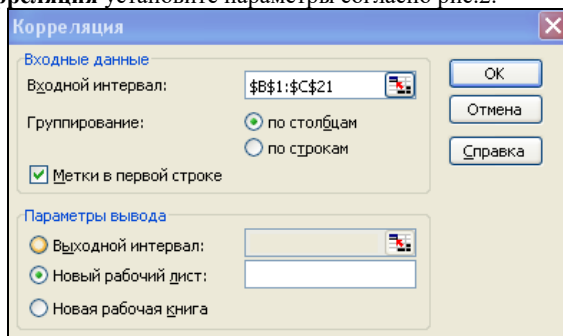 установите параметры согласно рис.2.
Корреляция
Входные данные
Входной интервал:
$B$1:$C$21
Группирование:
по столбцам
по строкам
Метки в первой строке
OK
Отмена
Справка
Параметры вывода
Выходной интервал:
Новый рабочий лист:
Новая рабочая книга